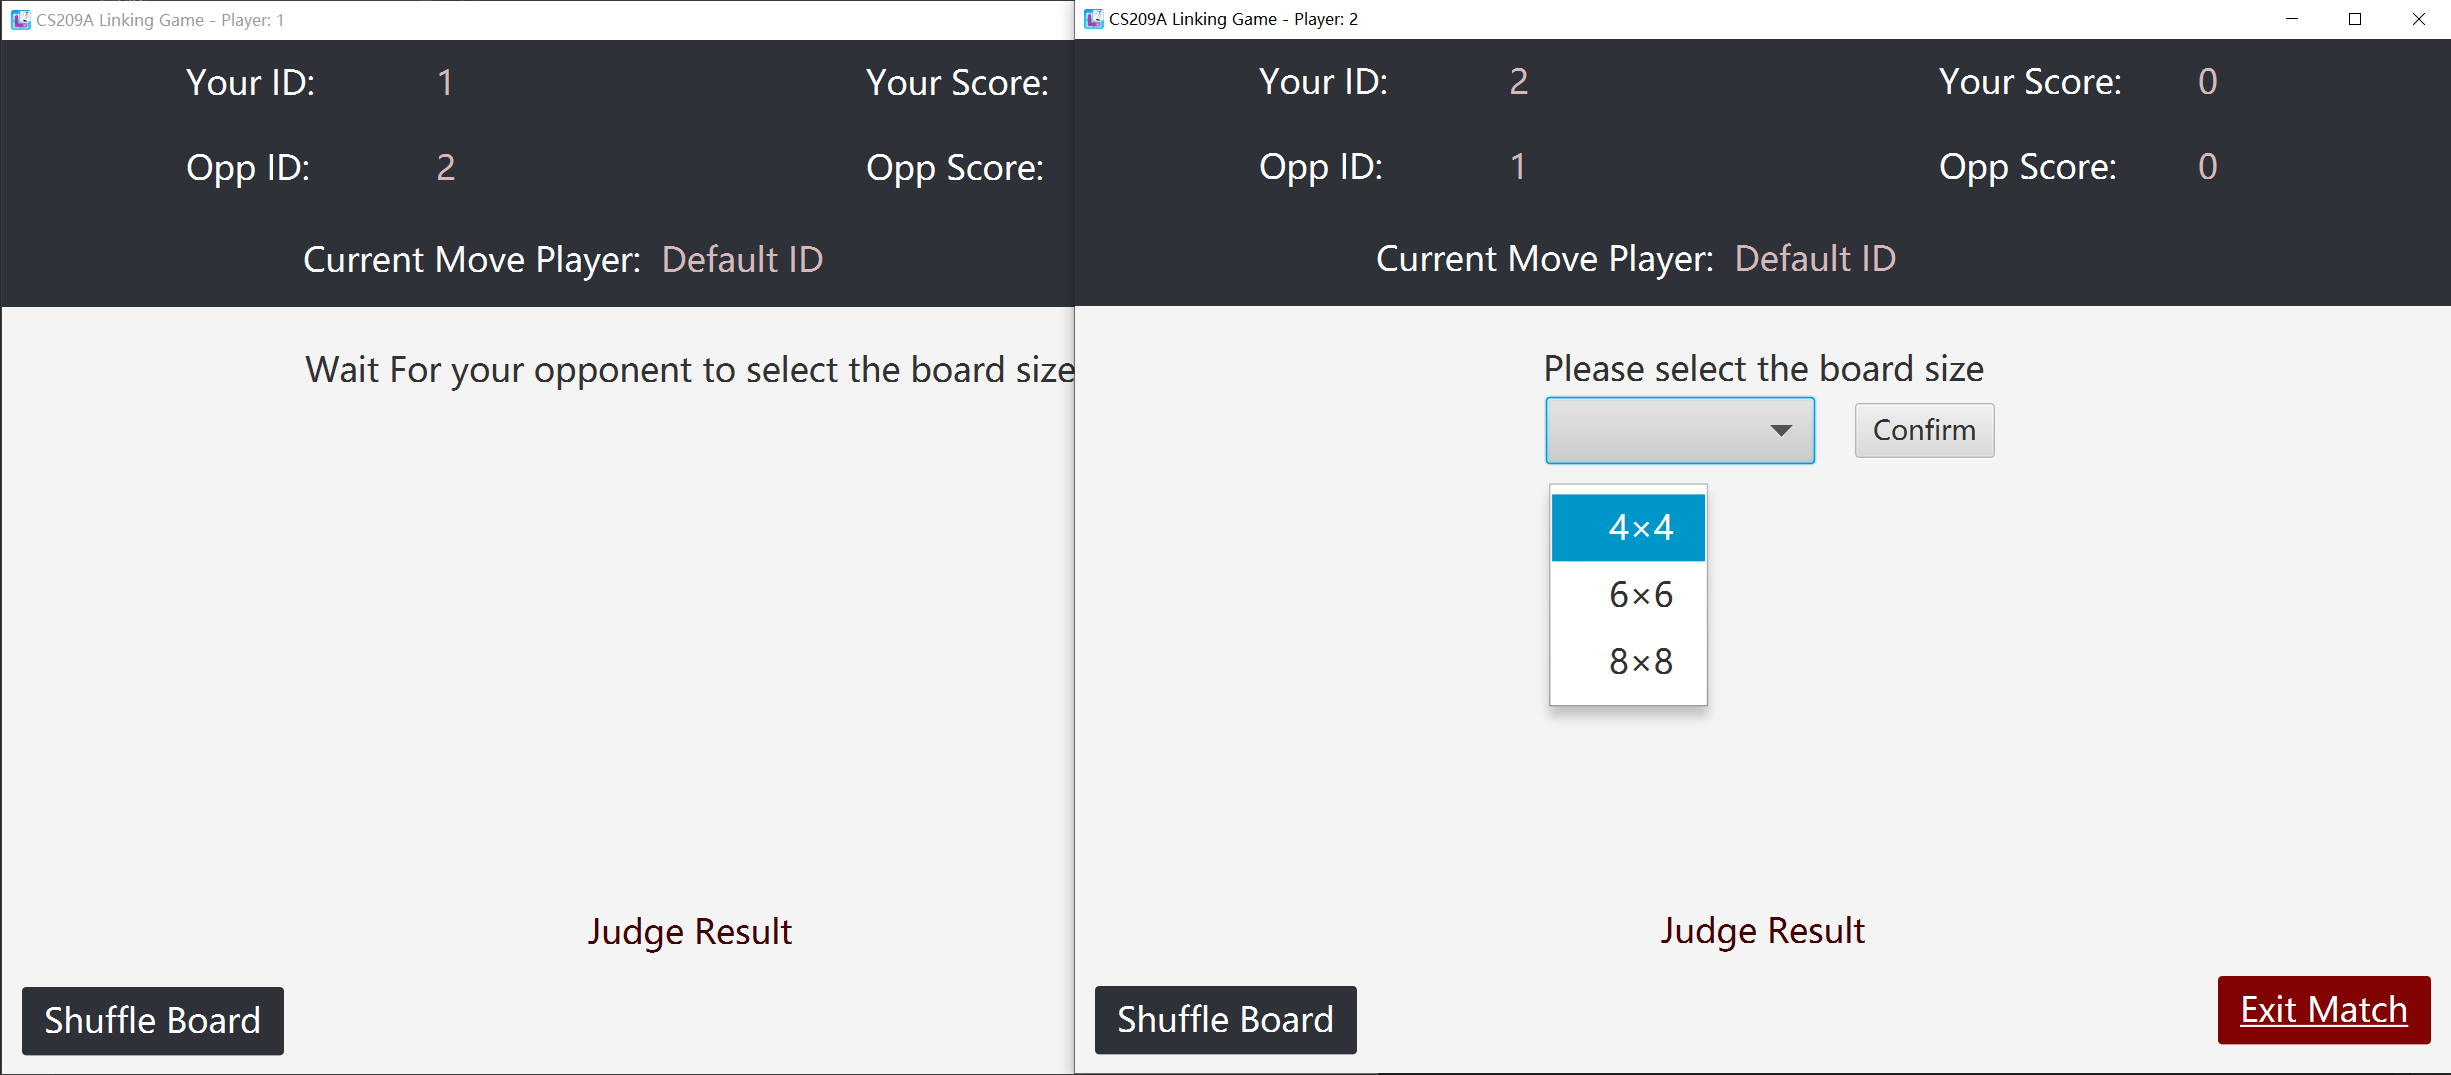 CS209A Linking Game - Player: 1
Your ID: 1 Your Score:
Opp ID: 2 Opp Score:
Current Move Player: Default ID
Wait For your opponent to select the board size
Judge Result
Shuffle Board
CS209A Linking Game - Player: 2
Your ID: 2 Your Score: 0
Opp ID: 1 Opp Score: 0
Current Move Player: Default ID
Please select the board size
Confirm
4×4
6×6
8×8
Judge Result
Shuffle Board
Exit Match